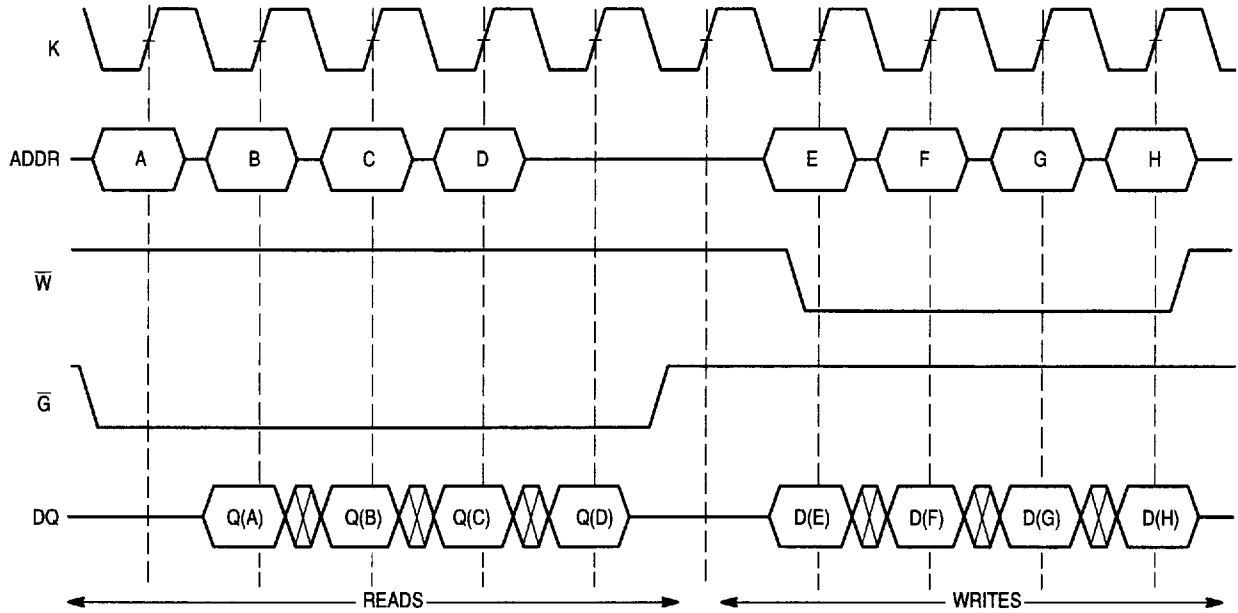 K
ADDR A B C D E F G H
W̅
G̅
DQ Q(A) Q(B) Q(C) Q(D) D(E) D(F) D(G) D(H)
READS WRITES